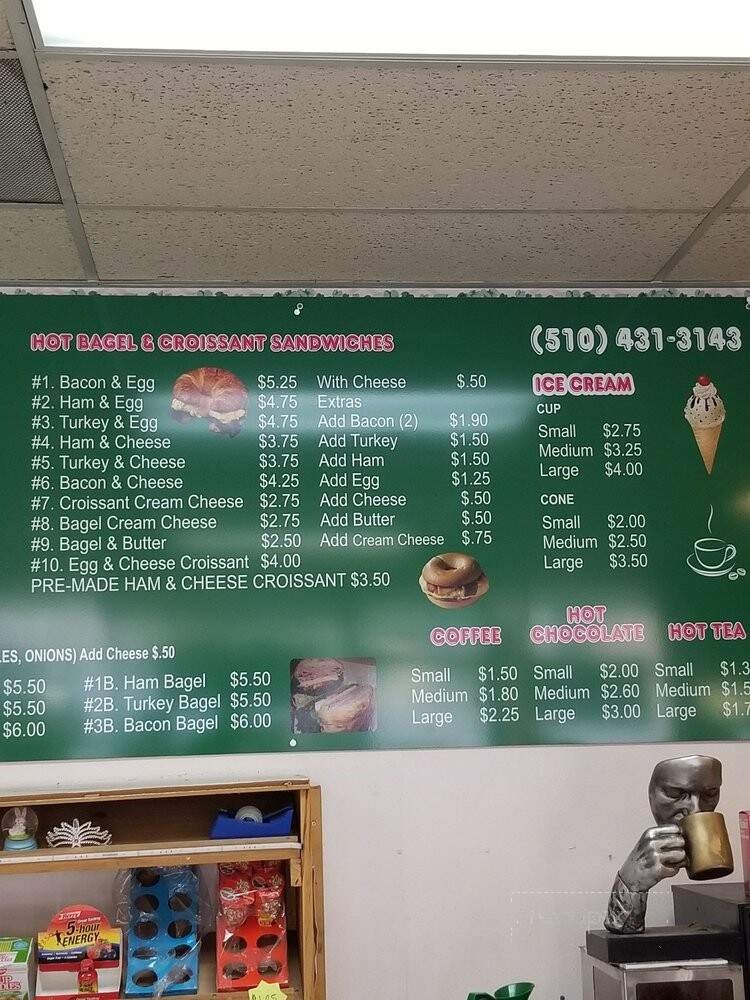 HOT BAGEL & CROISSANT SANDWICHES
#1. Bacon & Egg $5.25
#2. Ham & Egg $4.75
#3. Turkey & Egg $4.75
#4. Ham & Cheese $3.75
#5. Turkey & Cheese $3.75
#6. Bacon & Cheese $4.25
#7. Croissant Cream Cheese $2.75
#8. Bagel Cream Cheese $2.75
#9. Bagel & Butter $2.50
#10. Egg & Cheese Croissant $4.00
PRE-MADE HAM & CHEESE CROISSANT $3.50
With Cheese $.50
Extras
Add Bacon (2) $1.90
Add Turkey $1.50
Add Ham $1.50
Add Egg $1.25
Add Cheese $.50
Add Butter $.50
Add Cream Cheese $.75
(510) 431-3143
ICE CREAM
CUP
Small $2.75
Medium $3.25
Large $4.00
CONE
Small $2.00
Medium $2.50
Large $3.50
LES, ONIONS) Add Cheese $.50
$5.50
$5.50
$6.00
#1B. Ham Bagel $5.50
#2B. Turkey Bagel $5.50
#3B. Bacon Bagel $6.00
COFFEE
Small $1.50
Medium $1.80
Large $2.25
HOT
CHOCOLATE
Small $2.00
Medium $2.60
Large $3.00
HOT TEA
Small $1.3
Medium $1.5
Large $1.7
5-hour
ENERGY